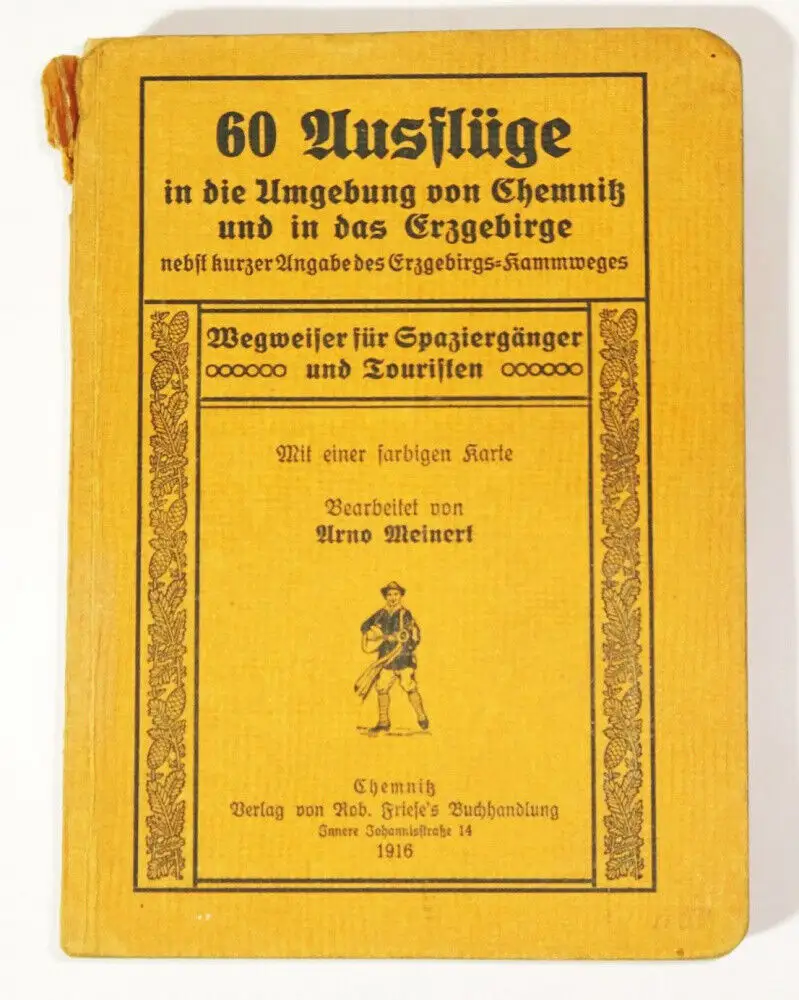 60 Ausflüge
in die Umgebung von Chemnitz
und in das Erzgebirge
nebst kurzer Angabe des Erzgebirgs=Kammweges
Wegweiser für Spaziergänger
und Touristen
Mit einer farbigen Karte
Bearbeitet von
Arno Meinert
Chemnitz
Verlag von Rob. Friese's Buchhandlung
Innere Johannisstraße 14
1916